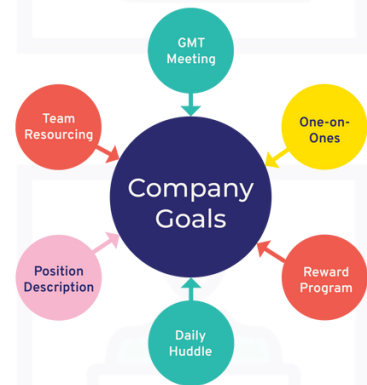 GMT
Meeting
Team
Resourcing
One-on-
Ones
Company
Goals
Position
Description
Reward
Program
Daily
Huddle